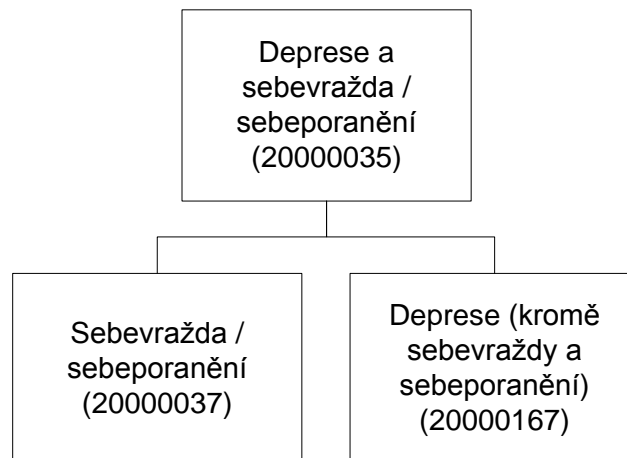 Deprese a
sebevražda /
sebeporanění
(20000035)
Sebevražda /
sebeporanění
(20000037)
Deprese (kromě
sebevraždy a
sebeporanění)
(20000167)